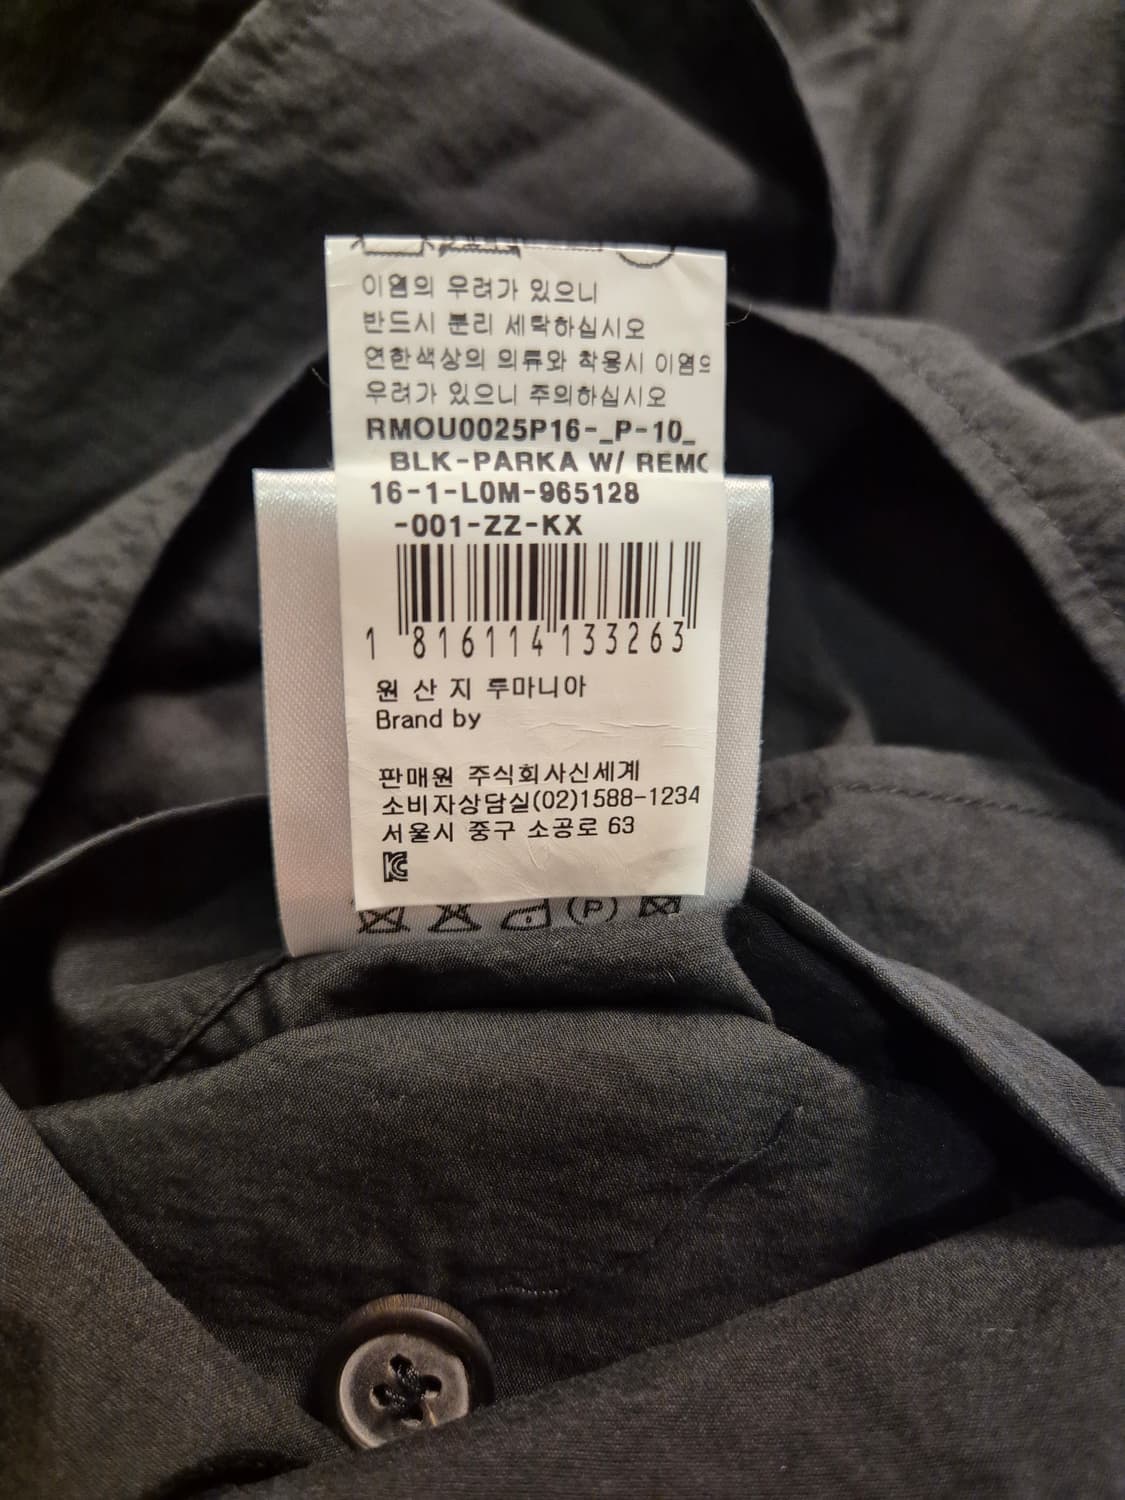 이염의 우려가 있으니
반드시 분리 세탁하십시오
연한색상의 의류와 착용시 이염의
우려가 있으니 주의하십시오
RMOU0025P16-_P-10_
BLK-PARKA W/ REMO
16-1-L0M-965128
-001-ZZ-KX
1 816114 133263
원 산 지 루마니아
Brand by
판매원 주식회사신세계
소비자상담실(02)1588-1234
서울시 중구 소공로 63
KC
P